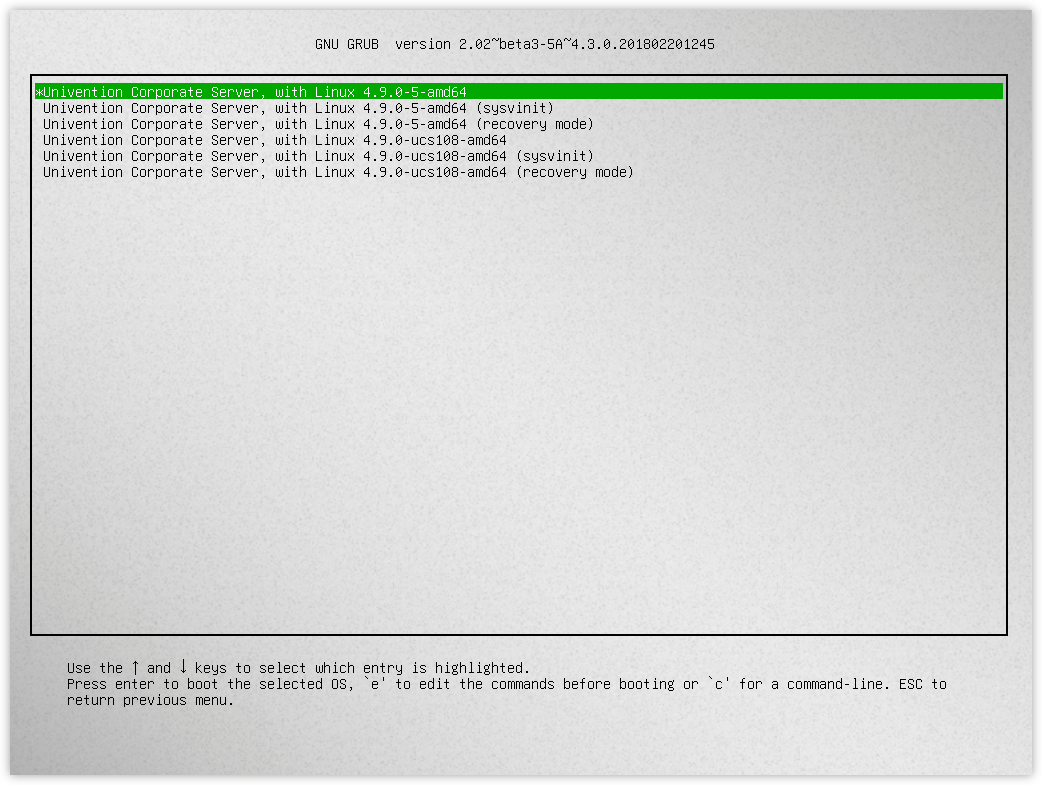 GNU GRUB  version 2.02~beta3-5A~4.3.0.201802201245
*Univention Corporate Server, with Linux 4.9.0-5-amd64
Univention Corporate Server, with Linux 4.9.0-5-amd64 (sysvinit)
Univention Corporate Server, with Linux 4.9.0-5-amd64 (recovery mode)
Univention Corporate Server, with Linux 4.9.0-ucs108-amd64
Univention Corporate Server, with Linux 4.9.0-ucs108-amd64 (sysvinit)
Univention Corporate Server, with Linux 4.9.0-ucs108-amd64 (recovery mode)
Use the ↑ and ↓ keys to select which entry is highlighted.
Press enter to boot the selected OS, `e' to edit the commands before booting or `c' for a command-line. ESC to
return previous menu.